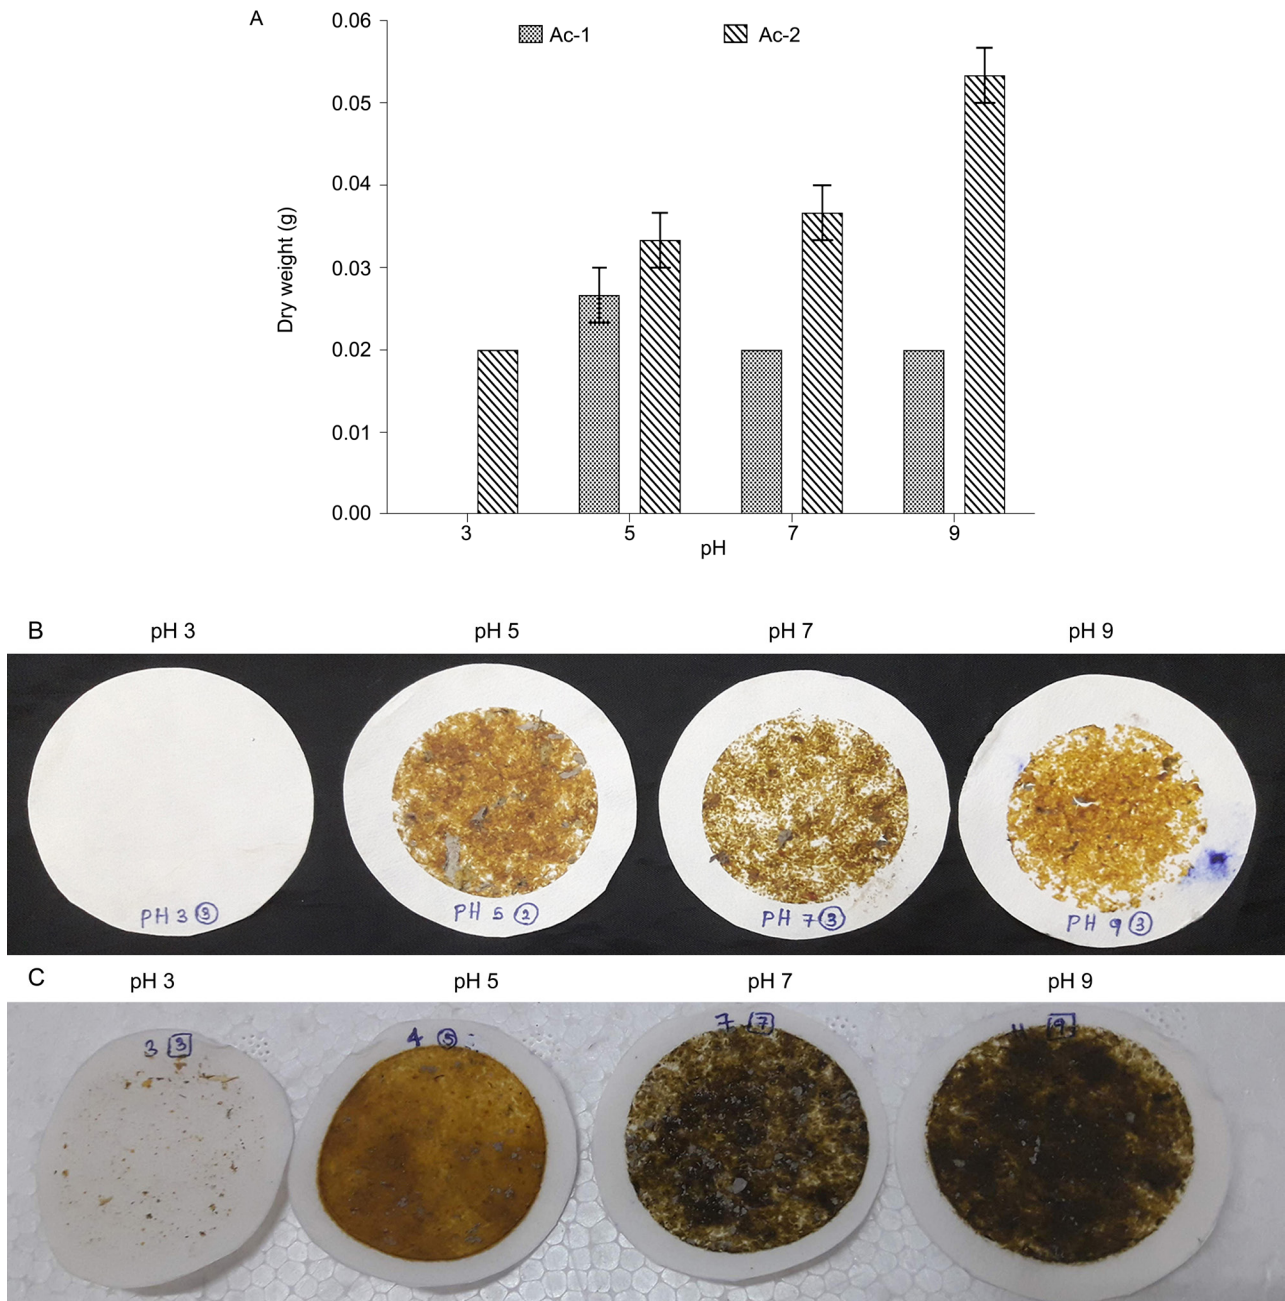 A
Ac-1 Ac-2
0.06
0.05
0.04
0.03
0.02
0.01
0.00
Dry weight (g)
3 5 7 9
pH
B pH 3 pH 5 pH 7 pH 9
PH 3 3
PH 5 2
PH 7 3
PH 9 3
C pH 3 pH 5 pH 7 pH 9
3 3
4 5
7 7
9